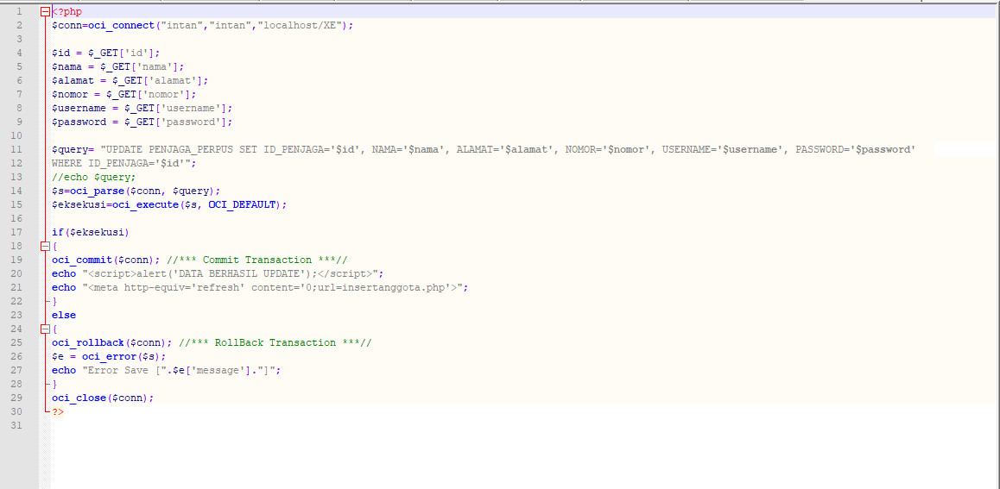 1 <?php
2 $conn=oci_connect("intan","intan","localhost/XE");
3
4 $id = $_GET['id'];
5 $nama = $_GET['nama'];
6 $alamat = $_GET['alamat'];
7 $nomor = $_GET['nomor'];
8 $username = $_GET['username'];
9 $password = $_GET['password'];
10
11 $query= "UPDATE PENJAGA_PERPUS SET ID_PENJAGA='$id', NAMA='$nama', ALAMAT='$alamat', NOMOR='$nomor', USERNAME='$username', PASSWORD='$password'
12 WHERE ID_PENJAGA='$id'";
13 //echo $query;
14 $s=oci_parse($conn, $query);
15 $eksekusi=oci_execute($s, OCI_DEFAULT);
16
17 if($eksekusi)
18 {
19 oci_commit($conn); //*** Commit Transaction ***//
20 echo "<script>alert('DATA BERHASIL UPDATE');</script>";
21 echo "<meta http-equiv='refresh' content='0;url=insertanggota.php'>";
22 }
23 else
24 {
25 oci_rollback($conn); //*** RollBack Transaction ***//
26 $e = oci_error($s);
27 echo "Error Save [".$e['message']."]";
28 }
29 oci_close($conn);
30 ?>
31